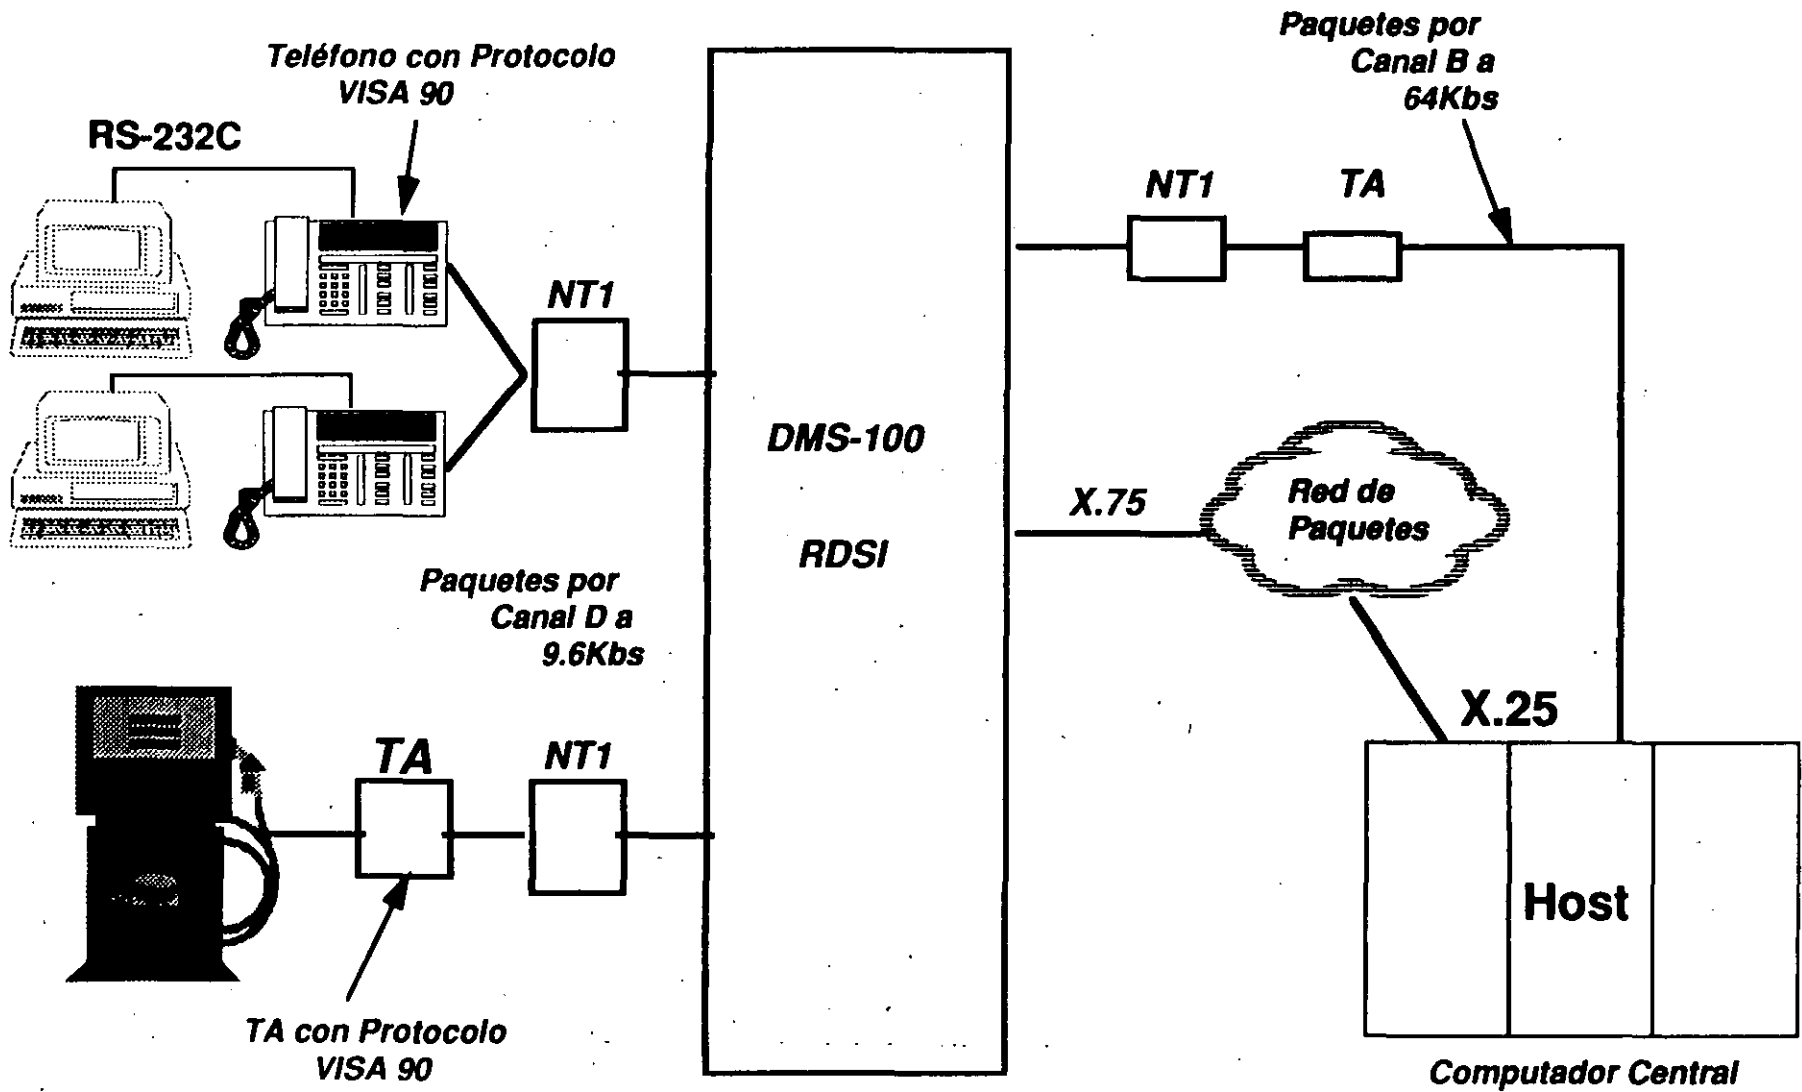 Teléfono con Protocolo
VISA 90
RS-232C
NT1
Paquetes por
Canal D a
9.6Kbs
TA
NT1
TA con Protocolo
VISA 90
DMS-100
RDSI
Paquetes por
Canal B a
64Kbs
NT1
TA
X.75
Red de
Paquetes
X.25
Host
Computador Central